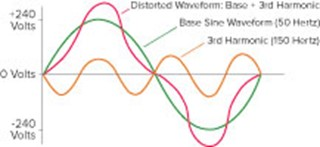 +240
Volts
Distorted Waveform: Base + 3rd Harmonic
Base Sine Waveform (50 Hertz)
3rd Harmonic (150 Hertz)
0 Volts
-240
Volts